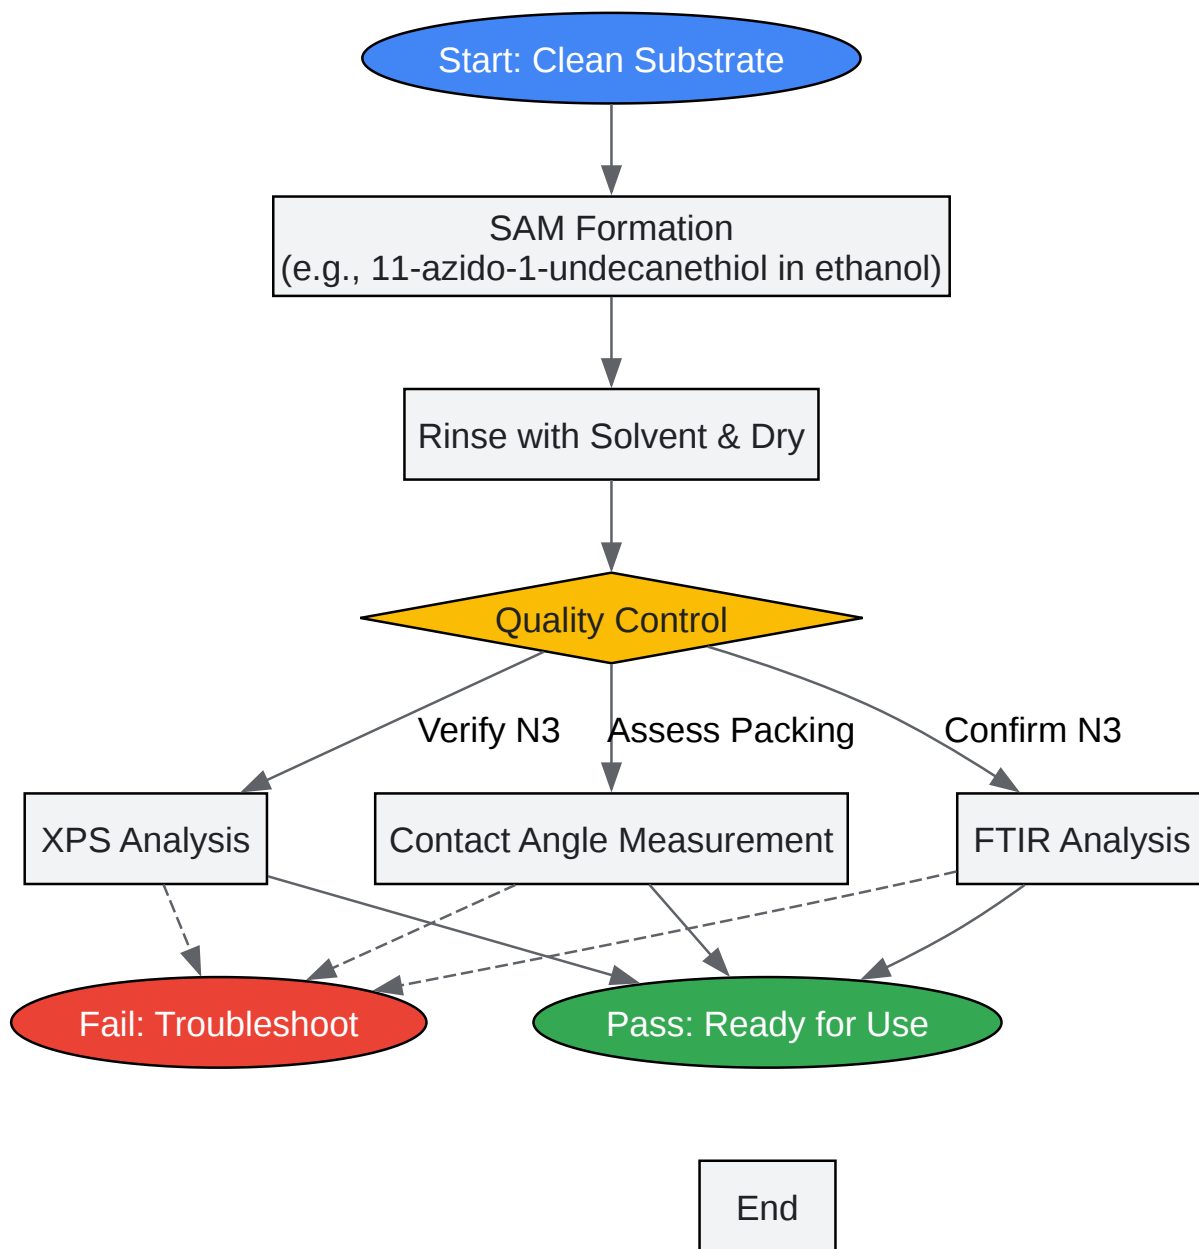 Start: Clean Substrate
SAM Formation
(e.g., 11-azido-1-undecanethiol in ethanol)
Rinse with Solvent & Dry
Quality Control
Verify N3
Assess Packing
Confirm N3
XPS Analysis
Contact Angle Measurement
FTIR Analysis
Fail: Troubleshoot
Pass: Ready for Use
End